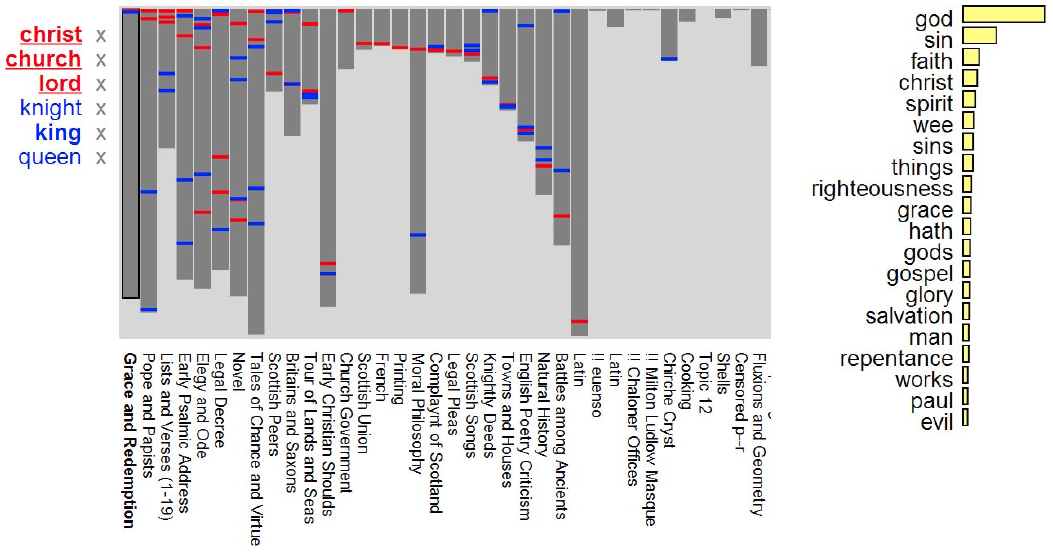 christ x
church x
lord x
knight x
king x
queen x
Grace and Redemption
Pope and Papists
Lists and Verses (1-19)
Early Psalmic Address
Elegy and Ode
Legal Decree
Novel
Tales of Chance and Virtue
Scottish Peers
Britains and Saxons
Tour of Lands and Seas
Early Christian Shoulds
Church Government
Scottish Union
French
Printing
Moral Philosophy
Complaynt of Scotland
Legal Pleas
Scottish Songs
Knightly Deeds
Towns and Houses
English Poetry Criticism
Natural History
Battles among Ancients
Latin
!! euenso
Latin
!! Chaloner Offices
!! Milton Ludlow Masque
Chirche Cryst
Cooking
Topic 12
Shells
Censored p--r
Fluxions and Geometry
god
sin
faith
christ
spirit
wee
sins
things
righteousness
grace
hath
gods
gospel
glory
salvation
man
repentance
works
paul
evil